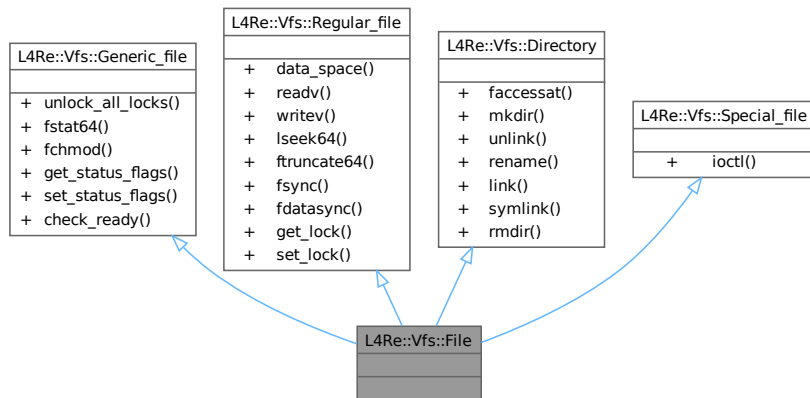 L4Re::Vfs::Generic_file
+ unlock_all_locks()
+ fstat64()
+ fchmod()
+ get_status_flags()
+ set_status_flags()
+ check_ready()
L4Re::Vfs::Regular_file
+ data_space()
+ readv()
+ writev()
+ lseek64()
+ ftruncate64()
+ fsync()
+ fdatasync()
+ get_lock()
+ set_lock()
L4Re::Vfs::Directory
+ faccessat()
+ mkdir()
+ unlink()
+ rename()
+ link()
+ symlink()
+ rmdir()
L4Re::Vfs::Special_file
+ ioctl()
L4Re::Vfs::File